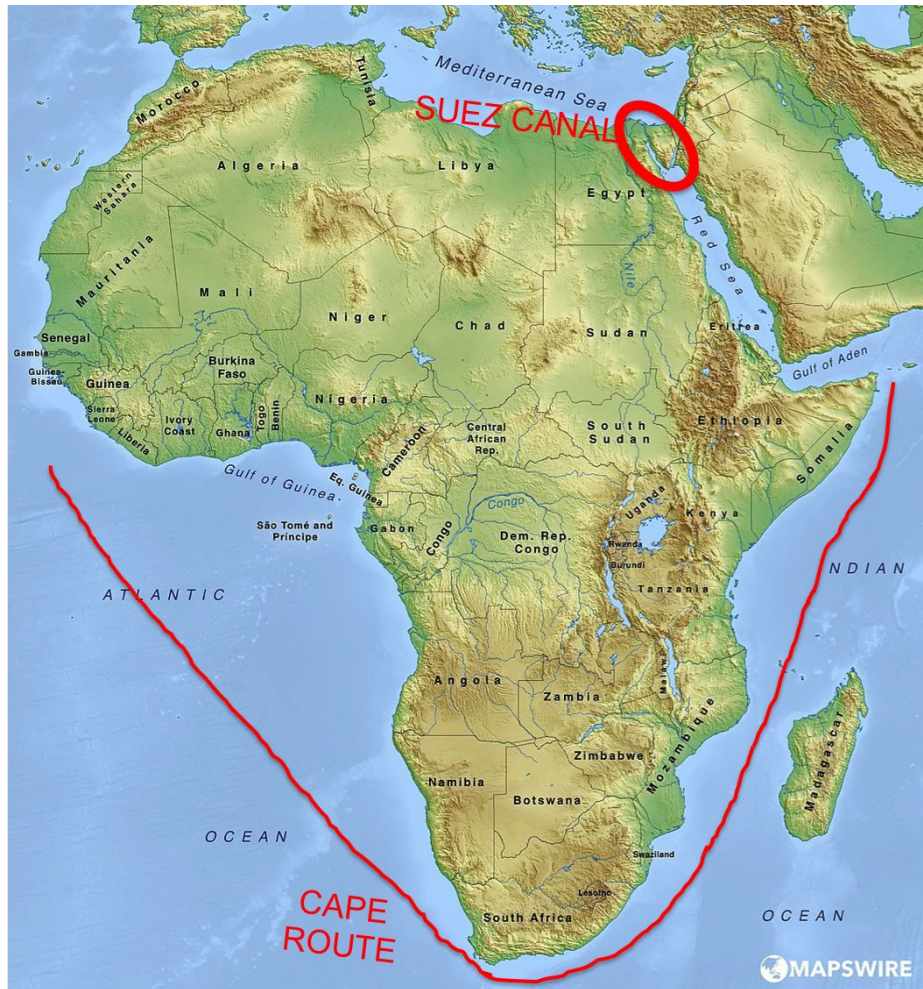 Mediterranean Sea
SUEZ CANAL
Morocco
Tunisia
Algeria
Libya
Egypt
Western
Sahara
Mauritania
Mali
Niger
Chad
Sudan
Nile
Red Sea
Eritrea
Gulf of Aden
Senegal
Gambia
Guinea-
Bissau
Guinea
Sierra
Leone
Liberia
Burkina
Faso
Ivory
Coast
Ghana
Togo
Benin
Nigeria
Cameroon
Central
African
Rep.
South
Sudan
Ethiopia
Somalia
Gulf of Guinea
Eq. Guinea
São Tomé and
Príncipe
Gabon
Congo
Congo
Dem. Rep.
Congo
Uganda
Kenya
Rwanda
Burundi
Tanzania
ATLANTIC
OCEAN
NDIAN
OCEAN
Angola
Zambia
Malawi
Mozambique
Zimbabwe
Madagascar
Namibia
Botswana
Swaziland
Lesotho
South Africa
CAPE
ROUTE
MAPSWIRE